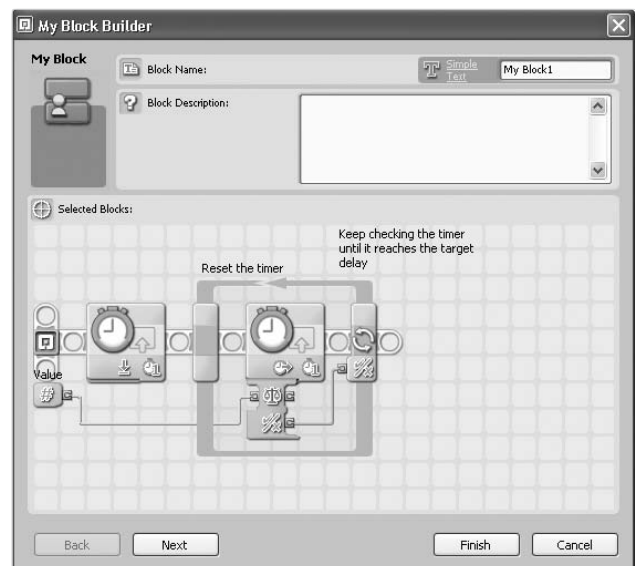 My Block Builder
My Block
Block Name:
Simple
Text
My Block1
Block Description:
Selected Blocks:
Keep checking the timer
until it reaches the target
delay
Reset the timer
Value
Back
Next
Finish
Cancel